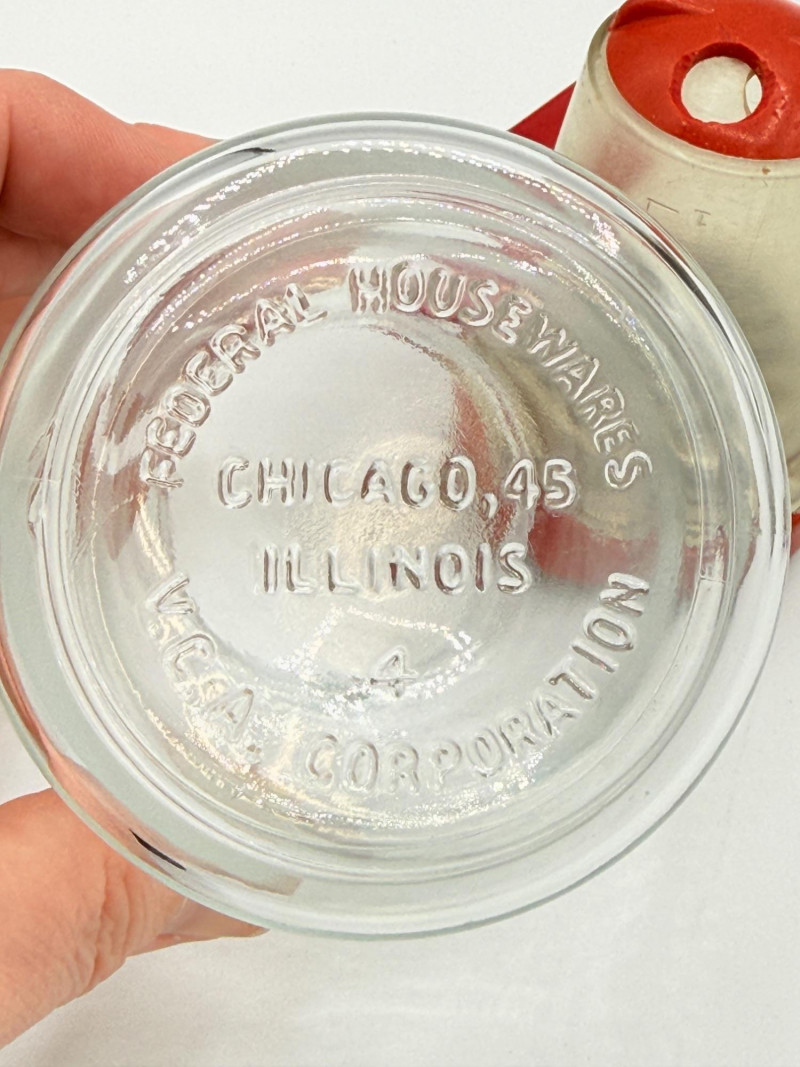 FEDERAL HOUSEWARES
CHICAGO,45
ILLINOIS
4
V.C.A. CORPORATION